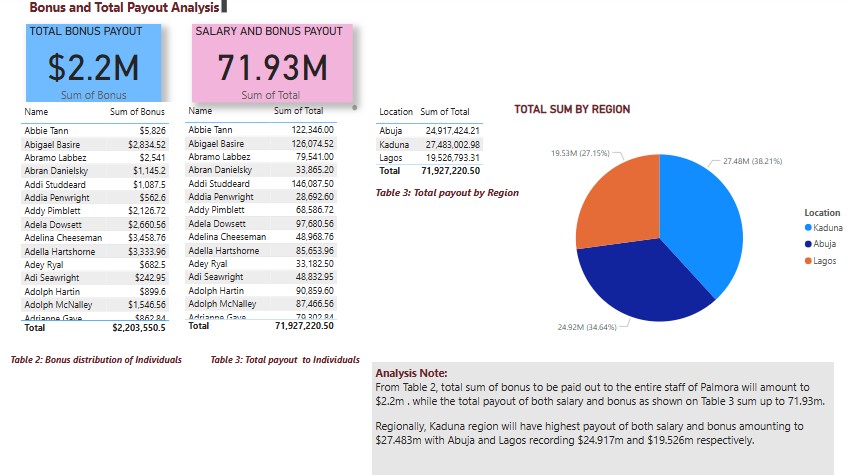 Bonus and Total Payout Analysis
TOTAL BONUS PAYOUT
$2.2M
Sum of Bonus
SALARY AND BONUS PAYOUT
71.93M
Sum of Total
Name Sum of Bonus
Abbie Tann $5,826
Abigael Basire $2,834.52
Abramo Labbez $2,541
Abran Danielsky $1,145.2
Addi Studdeard $1,087.5
Addia Penwright $562.6
Addy Pimblett $2,126.72
Adela Dowsett $2,660.56
Adelina Cheeseman $3,458.76
Adella Hartshorne $3,333.96
Adey Ryal $682.5
Adi Seawright $242.95
Adolph Hartin $899.6
Adolph McNalley $1,546.56
Adrianne Gave $862.84
Total $2,203,550.5
Table 2: Bonus distribution of Individuals
Name Sum of Total
Abbie Tann 122,346.00
Abigael Basire 126,074.52
Abramo Labbez 79,541.00
Abran Danielsky 33,865.20
Addi Studdeard 146,087.50
Addia Penwright 28,692.60
Addy Pimblett 68,586.72
Adela Dowsett 97,680.56
Adelina Cheeseman 48,968.76
Adella Hartshorne 85,653.96
Adey Ryal 33,182.50
Adi Seawright 48,832.95
Adolph Hartin 90,859.60
Adolph McNalley 87,466.56
Adrianne Gave 79,302.84
Total 71,927,220.50
Table 3: Total payout to Individuals
Location Sum of Total
Abuja 24,917,424.21
Kaduna 27,483,002.98
Lagos 19,526,793.31
Total 71,927,220.50
Table 3: Total payout by Region
TOTAL SUM BY REGION
19.53M (27.15%)
27.48M (38.21%)
24.92M (34.64%)
Location
Kaduna
Abuja
Lagos
Analysis Note:
From Table 2, total sum of bonus to be paid out to the entire staff of Palmora will amount to
$2.2m . while the total payout of both salary and bonus as shown on Table 3 sum up to 71.93m.
Regionally, Kaduna region will have highest payout of both salary and bonus amounting to
$27.483m with Abuja and Lagos recording $24.917m and $19.526m respectively.